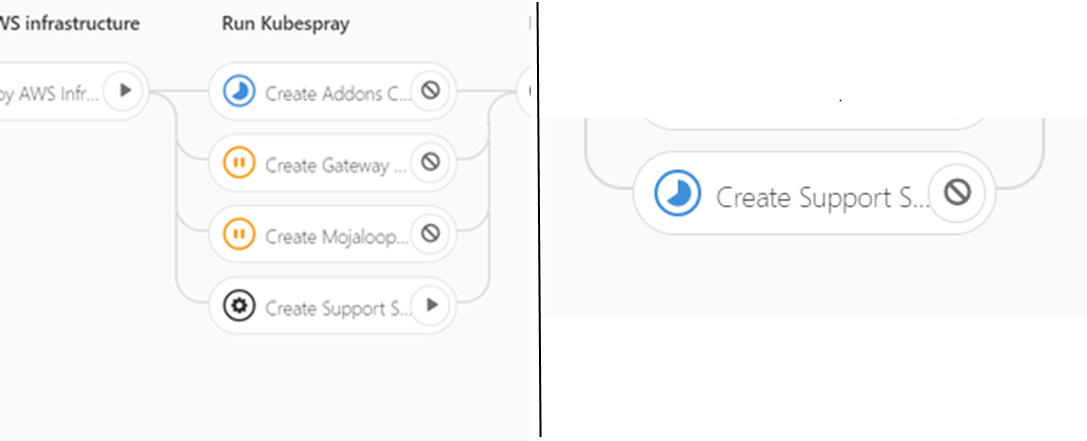 WS infrastructure
Run Kubespray
oy AWS Infr...
Create Addons C...
Create Gateway ...
Create Mojaloop...
Create Support S...
Create Support S...